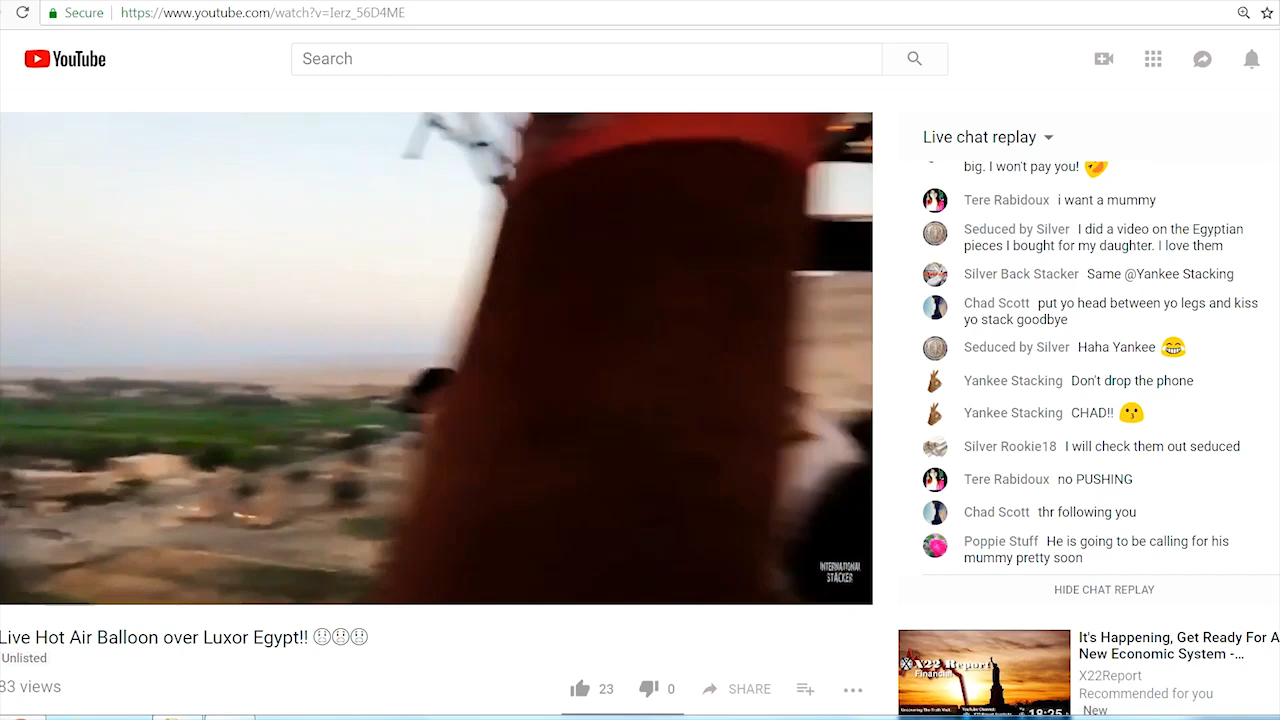 Secure https://www.youtube.com/watch?v=Ierz_56D4ME
YouTube
Search
Live chat replay
big. I won't pay you!
Tere Rabidoux i want a mummy
Seduced by Silver I did a video on the Egyptian
pieces I bought for my daughter. I love them
Silver Back Stacker Same @Yankee Stacking
Chad Scott put yo head between yo legs and kiss
yo stack goodbye
Seduced by Silver Haha Yankee 😂
Yankee Stacking Don't drop the phone
Yankee Stacking CHAD!! 😗
Silver Rookie18 I will check them out seduced
Tere Rabidoux no PUSHING
Chad Scott thr following you
Poppie Stuff He is going to be calling for his
mummy pretty soon
HIDE CHAT REPLAY
INTERNATIONAL
STACKER
Live Hot Air Balloon over Luxor Egypt!!
Unlisted
83 views
23 0 SHARE
X22 Report
Financial
18:25
It's Happening, Get Ready For A
New Economic System -...
X22Report
Recommended for you
New